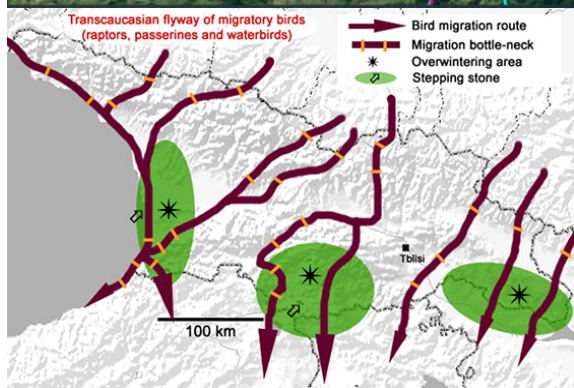 Transcaucasian flyway of migratory birds
(raptors, passerines and waterbirds)
Bird migration route
Migration bottle-neck
Overwintering area
Stepping stone
Tblisi
100 km